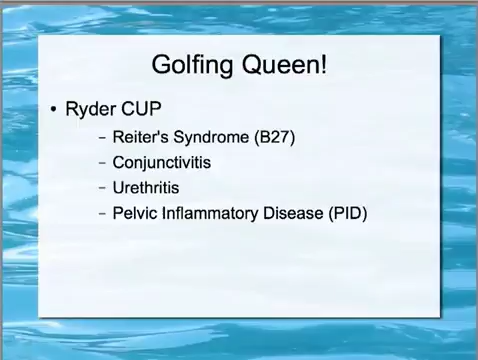 Golfing Queen!
• Ryder CUP
– Reiter's Syndrome (B27)
– Conjunctivitis
– Urethritis
– Pelvic Inflammatory Disease (PID)